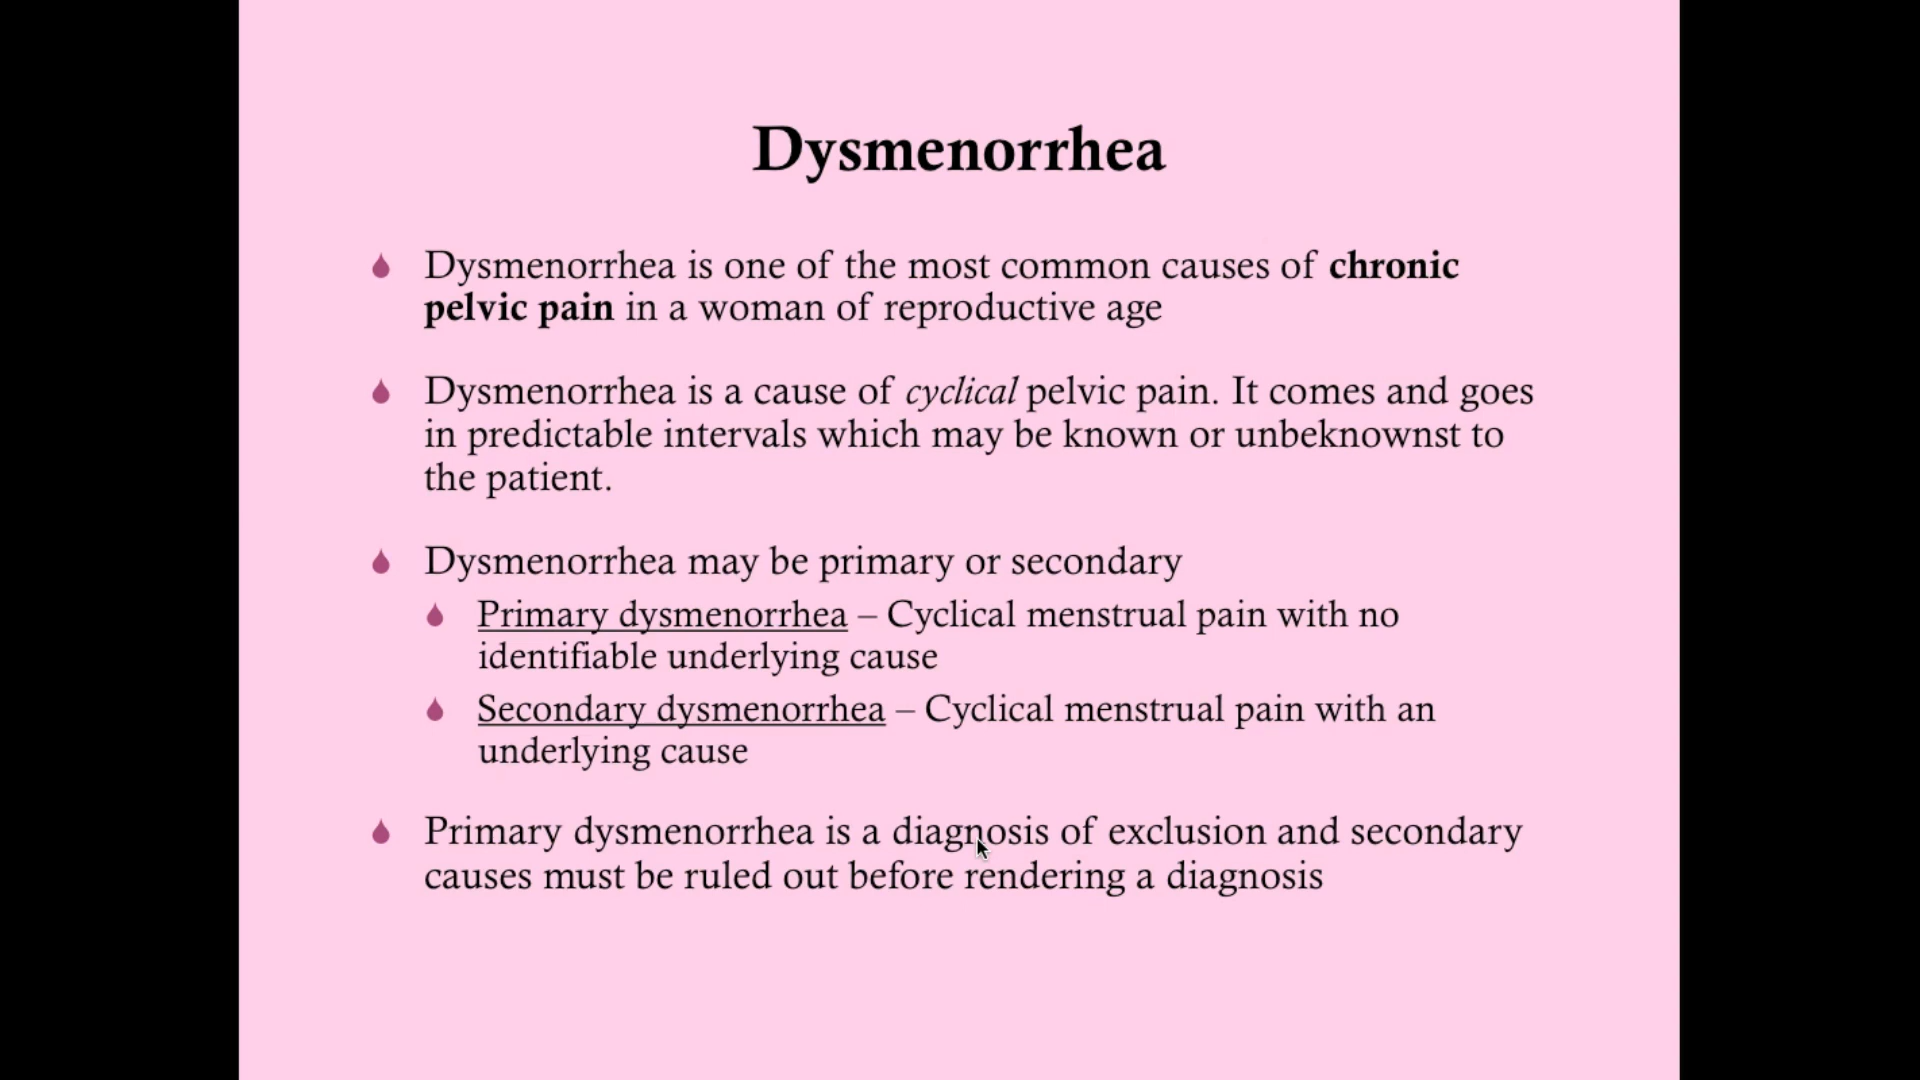 Dysmenorrhea
Dysmenorrhea is one of the most common causes of chronic
pelvic pain in a woman of reproductive age
Dysmenorrhea is a cause of cyclical pelvic pain. It comes and goes
in predictable intervals which may be known or unbeknownst to
the patient.
Dysmenorrhea may be primary or secondary
Primary dysmenorrhea – Cyclical menstrual pain with no
identifiable underlying cause
Secondary dysmenorrhea – Cyclical menstrual pain with an
underlying cause
Primary dysmenorrhea is a diagnosis of exclusion and secondary
causes must be ruled out before rendering a diagnosis